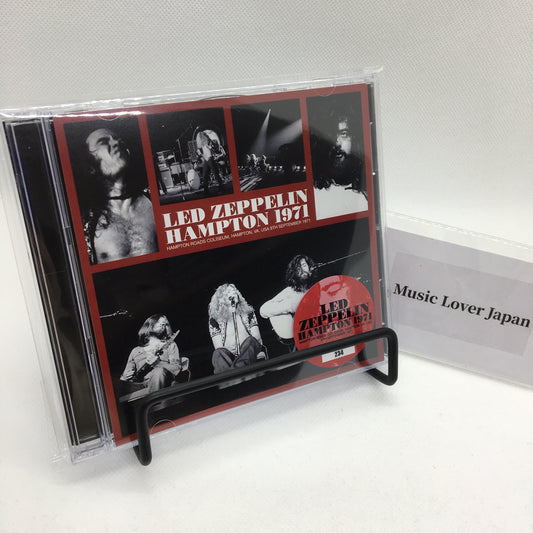 LED ZEPPELIN
HAMPTON 1971
HAMPTON ROADS COLISEUM, HAMPTON, VA. USA 9TH SEPTEMBER 1971
LED
ZEPPELIN
HAMPTON 1971
234
Music Lover Japan